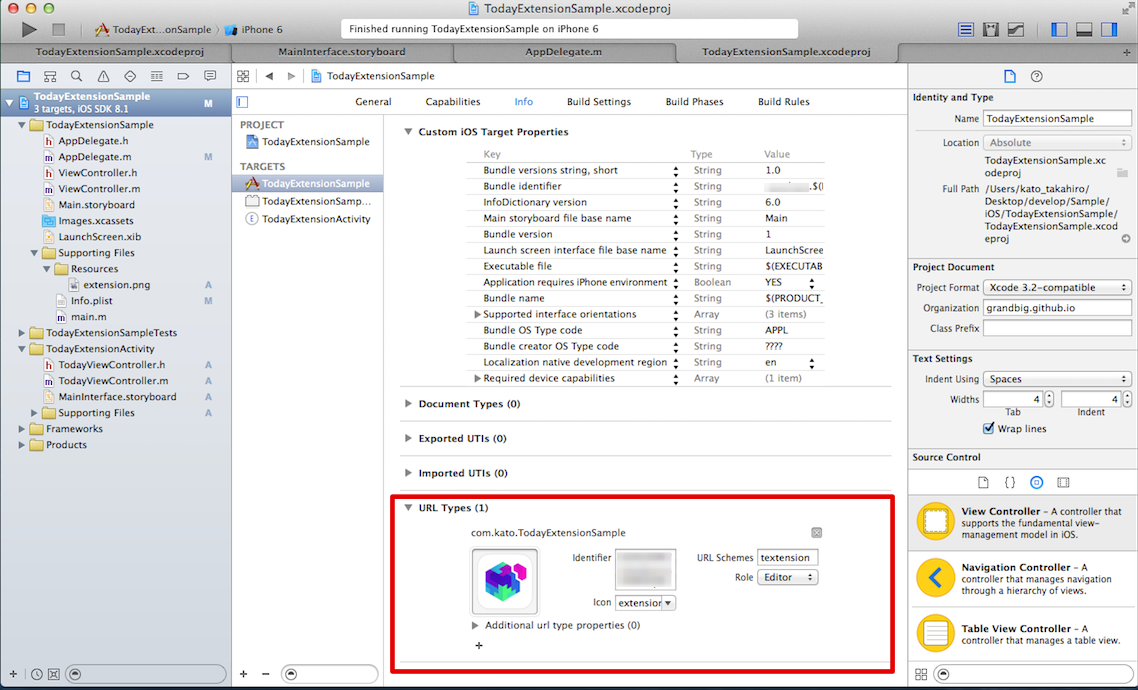 TodayExtensionSample.xcodeproj
TodayExt...onSample
iPhone 6
Finished running TodayExtensionSample on iPhone 6
TodayExtensionSample.xcodeproj
MainInterface.storyboard
AppDelegate.m
TodayExtensionSample.xcodeproj
TodayExtensionSample
3 targets, iOS SDK 8.1
M
TodayExtensionSample
AppDelegate.h
AppDelegate.m
M
ViewController.h
ViewController.m
Main.storyboard
Images.xcassets
LaunchScreen.xib
Supporting Files
Resources
extension.png
A
Info.plist
M
main.m
TodayExtensionSampleTests
TodayExtensionActivity
TodayViewController.h
A
TodayViewController.m
A
MainInterface.storyboard
A
Supporting Files
A
Frameworks
Products
TodayExtensionSample
General
Capabilities
Info
Build Settings
Build Phases
Build Rules
PROJECT
TodayExtensionSample
TARGETS
TodayExtensionSample
TodayExtensionSamp...
TodayExtensionActivity
Custom iOS Target Properties
Key Type Value
Bundle versions string, short String 1.0
Bundle identifier String .$(
InfoDictionary version String 6.0
Main storyboard file base name String Main
Bundle version String 1
Launch screen interface file base name String LaunchScree
Executable file String $(EXECUTAB
Application requires iPhone environment Boolean YES
Bundle name String $(PRODUCT_
Supported interface orientations Array (3 items)
Bundle OS Type code String APPL
Bundle creator OS Type code String ????
Localization native development region String en
Required device capabilities Array (1 item)
Document Types (0)
Exported UTIs (0)
Imported UTIs (0)
URL Types (1)
com.kato.TodayExtensionSample
Identifier
URL Schemes textension
Role Editor
Icon extension
Additional url type properties (0)
Identity and Type
Name TodayExtensionSample
Location Absolute
TodayExtensionSample.xc
odeproj
Full Path /Users/kato_takahiro/
Desktop/develop/Sample/
iOS/TodayExtensionSample/
TodayExtensionSample.xcod
eproj
Project Document
Project Format Xcode 3.2-compatible
Organization grandbig.github.io
Class Prefix
Text Settings
Indent Using Spaces
Widths 4 4
Tab Indent
Wrap lines
Source Control
View Controller - A controller that
supports the fundamental view-
management model in iOS.
Navigation Controller - A
controller that manages navigation
through a hierarchy of views.
Table View Controller - A
controller that manages a table view.